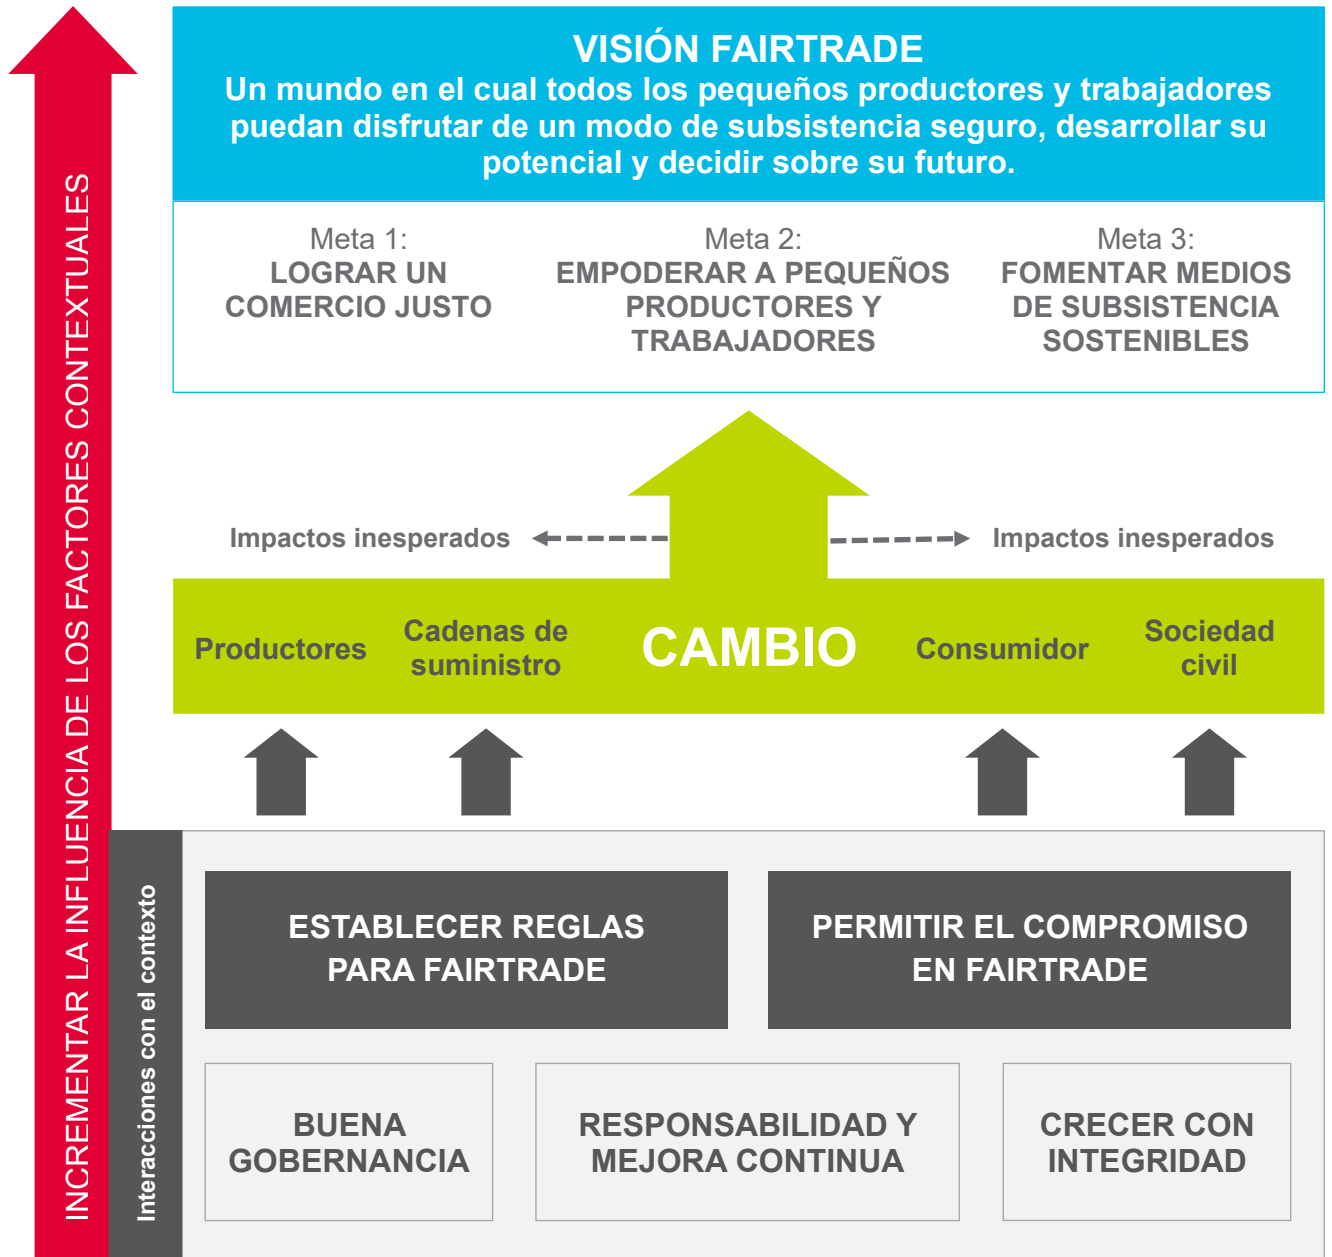 VISIÓN FAIRTRADE
Un mundo en el cual todos los pequeños productores y trabajadores
puedan disfrutar de un modo de subsistencia seguro, desarrollar su
potencial y decidir sobre su futuro.
Meta 1:
LOGRAR UN
COMERCIO JUSTO
Meta 2:
EMPODERAR A PEQUEÑOS
PRODUCTORES Y
TRABAJADORES
Meta 3:
FOMENTAR MEDIOS
DE SUBSISTENCIA
SOSTENIBLES
Impactos inesperados
Impactos inesperados
Productores
Cadenas de
suministro
CAMBIO
Consumidor
Sociedad
civil
INCREMENTAR LA INFLUENCIA DE LOS FACTORES CONTEXTUALES
Interacciones con el contexto
ESTABLECER REGLAS
PARA FAIRTRADE
PERMITIR EL COMPROMISO
EN FAIRTRADE
BUENA
GOBERNANCIA
RESPONSABILIDAD Y
MEJORA CONTINUA
CRECER CON
INTEGRIDAD